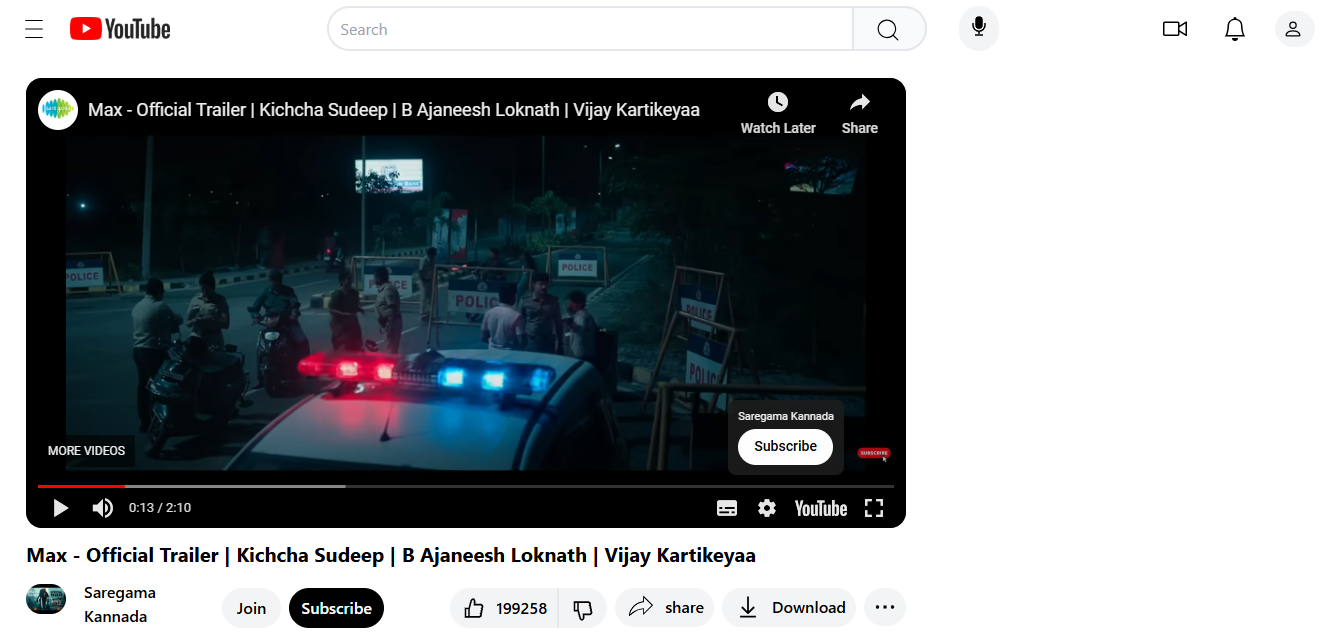 YouTube
Search
Max - Official Trailer | Kichcha Sudeep | B Ajaneesh Loknath | Vijay Kartikeyaa
Watch Later
Share
POLICE
POLICE
POLIC
POLICE
POLICE
POLIC
Saregama Kannada
Subscribe
SUBSCRIBE
MORE VIDEOS
0:13 / 2:10
YouTube
Max - Official Trailer | Kichcha Sudeep | B Ajaneesh Loknath | Vijay Kartikeyaa
Saregama
Kannada
Join
Subscribe
199258
share
Download